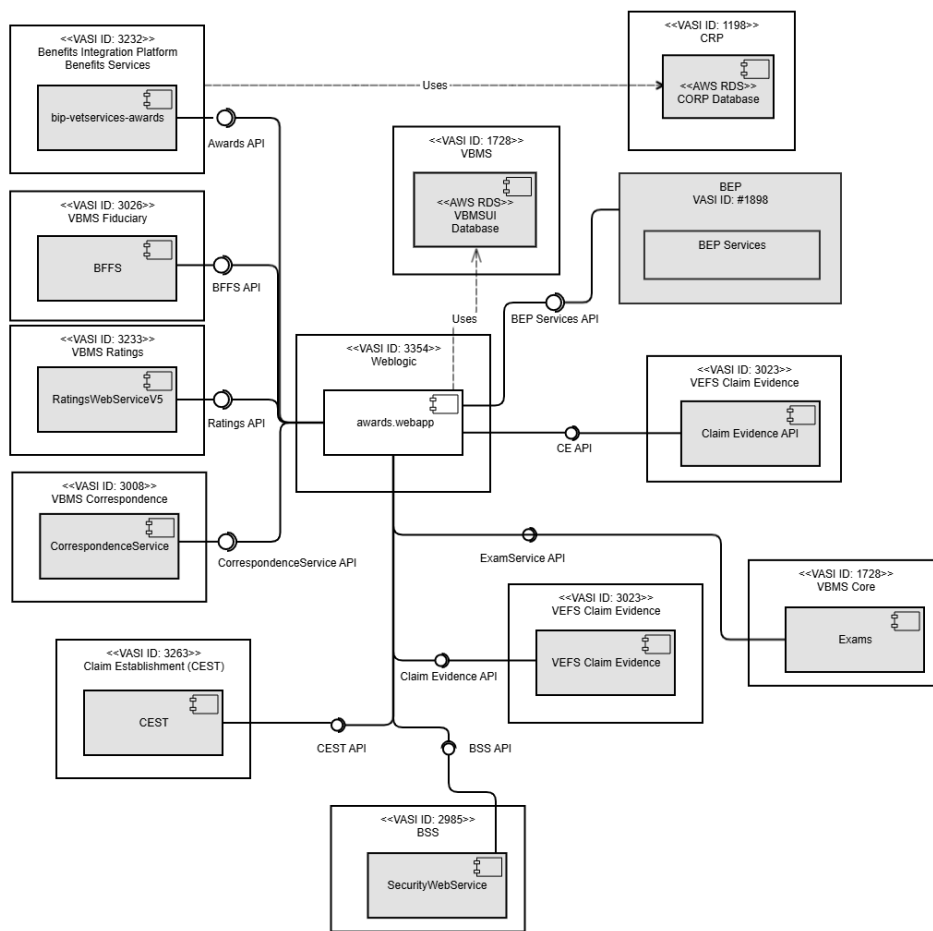 <<VASI ID: 3232>>
Benefits Integration Platform
Benefits Services
bip-vetservices-awards
Awards API
Uses
<<VASI ID: 1198>>
CRP
<<AWS RDS>>
CORP Database
<<VASI ID: 1728>>
VBMS
<<AWS RDS>>
VBMSUI
Database
Uses
BEP
VASI ID: #1898
BEP Services
BEP Services API
<<VASI ID: 3026>>
VBMS Fiduciary
BFFS
BFFS API
<<VASI ID: 3233>>
VBMS Ratings
RatingsWebServiceV5
Ratings API
<<VASI ID: 3354>>
Weblogic
awards.webapp
<<VASI ID: 3023>>
VEFS Claim Evidence
Claim Evidence API
CE API
<<VASI ID: 3008>>
VBMS Correspondence
CorrespondenceService
CorrespondenceService API
ExamService API
<<VASI ID: 1728>>
VBMS Core
Exams
<<VASI ID: 3023>>
VEFS Claim Evidence
VEFS Claim Evidence
Claim Evidence API
<<VASI ID: 3263>>
Claim Establishment (CEST)
CEST
CEST API
BSS API
<<VASI ID: 2985>>
BSS
SecurityWebService